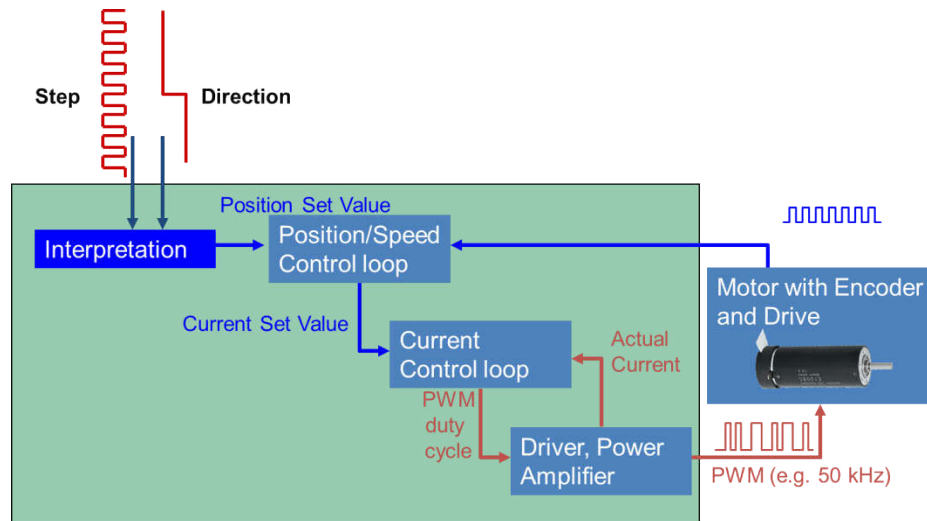 Step
Direction
Position Set Value
Interpretation
Position/Speed
Control loop
Motor with Encoder
and Drive
Current Set Value
Current
Control loop
Actual
Current
PWM
duty
cycle
Driver, Power
Amplifier
PWM (e.g. 50 kHz)